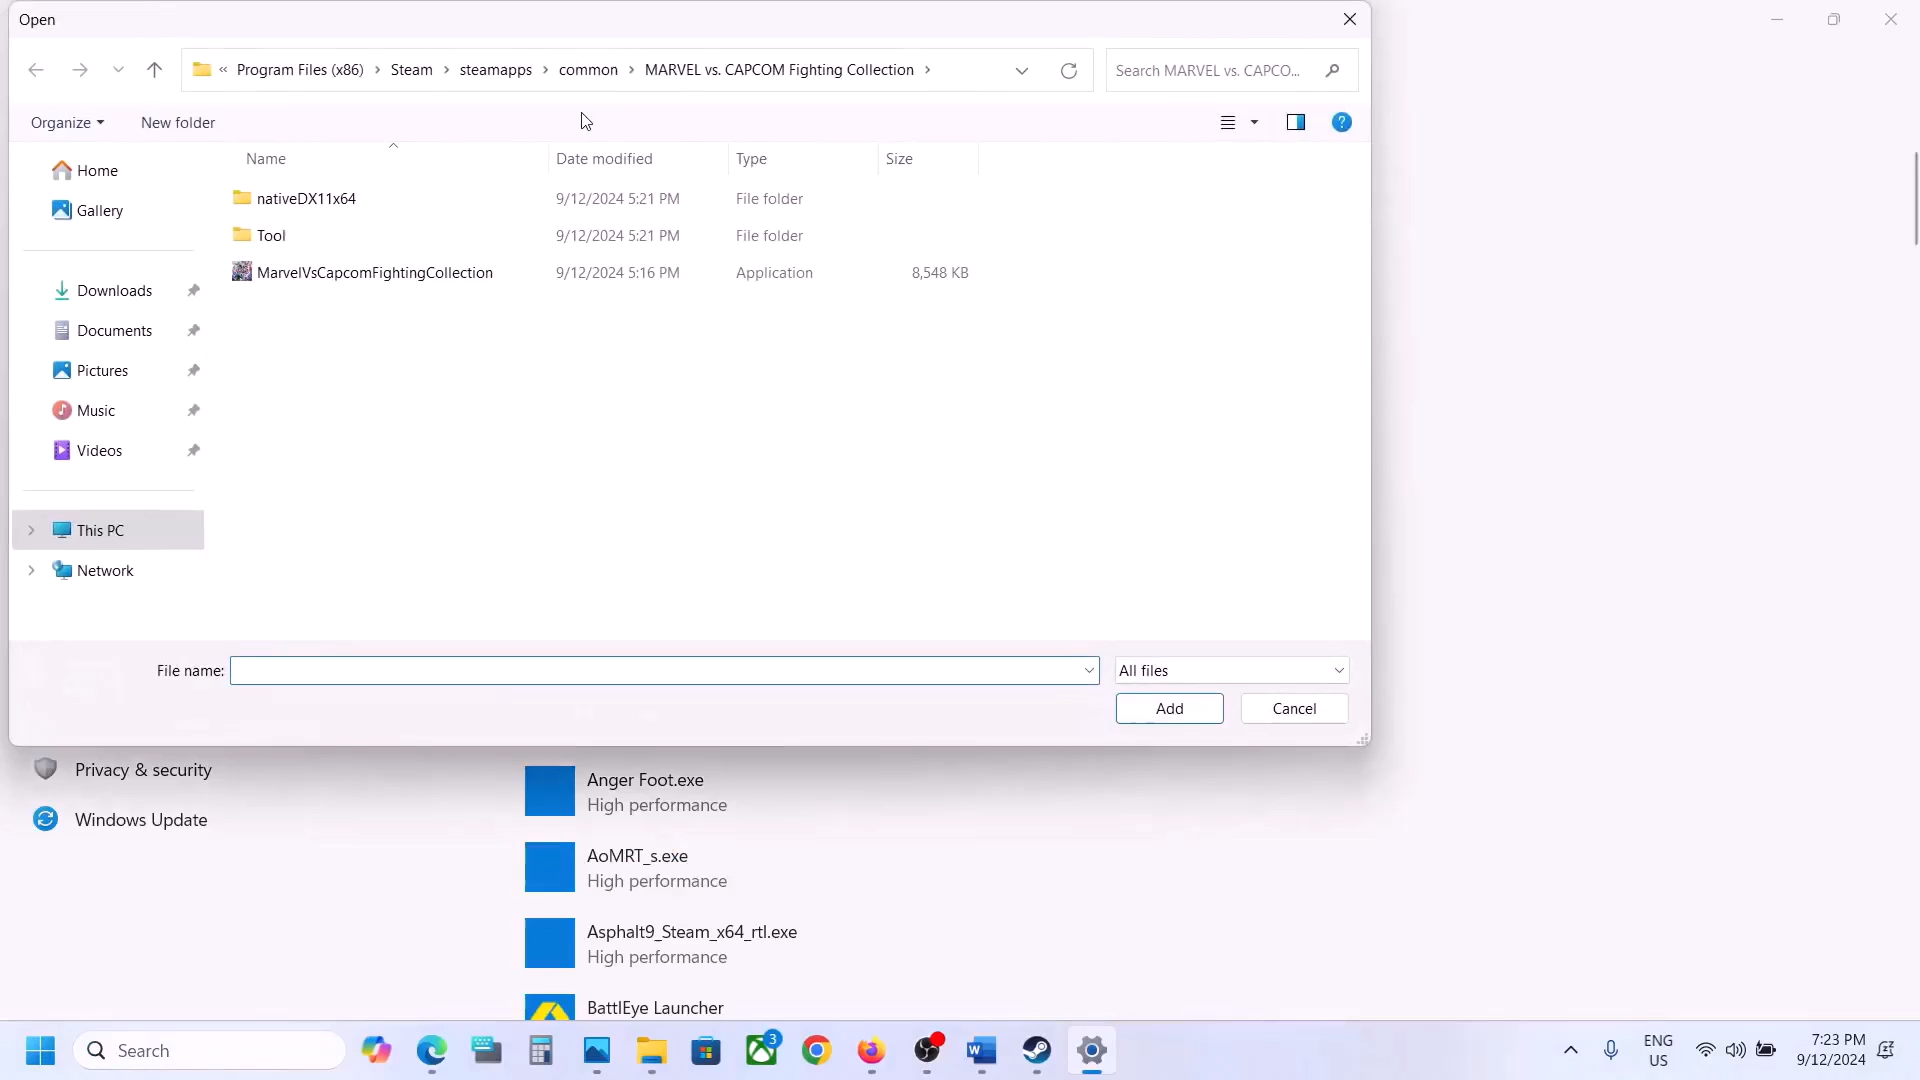 Open
« Program Files (x86) > Steam > steamapps > common > MARVEL vs. CAPCOM Fighting Collection >
Search MARVEL vs. CAPCO...
Organize
New folder
?
Name Date modified Type Size
Home
Gallery
Downloads
Documents
Pictures
Music
Videos
This PC
Network
nativeDX11x64 9/12/2024 5:21 PM File folder
Tool 9/12/2024 5:21 PM File folder
MarvelVsCapcomFightingCollection 9/12/2024 5:16 PM Application 8,548 KB
File name:
All files
Add
Cancel
Privacy & security
Windows Update
Anger Foot.exe
High performance
AoMRT_s.exe
High performance
Asphalt9_Steam_x64_rtl.exe
High performance
BattlEye Launcher
Search
3
ENG
US
7:23 PM
9/12/2024